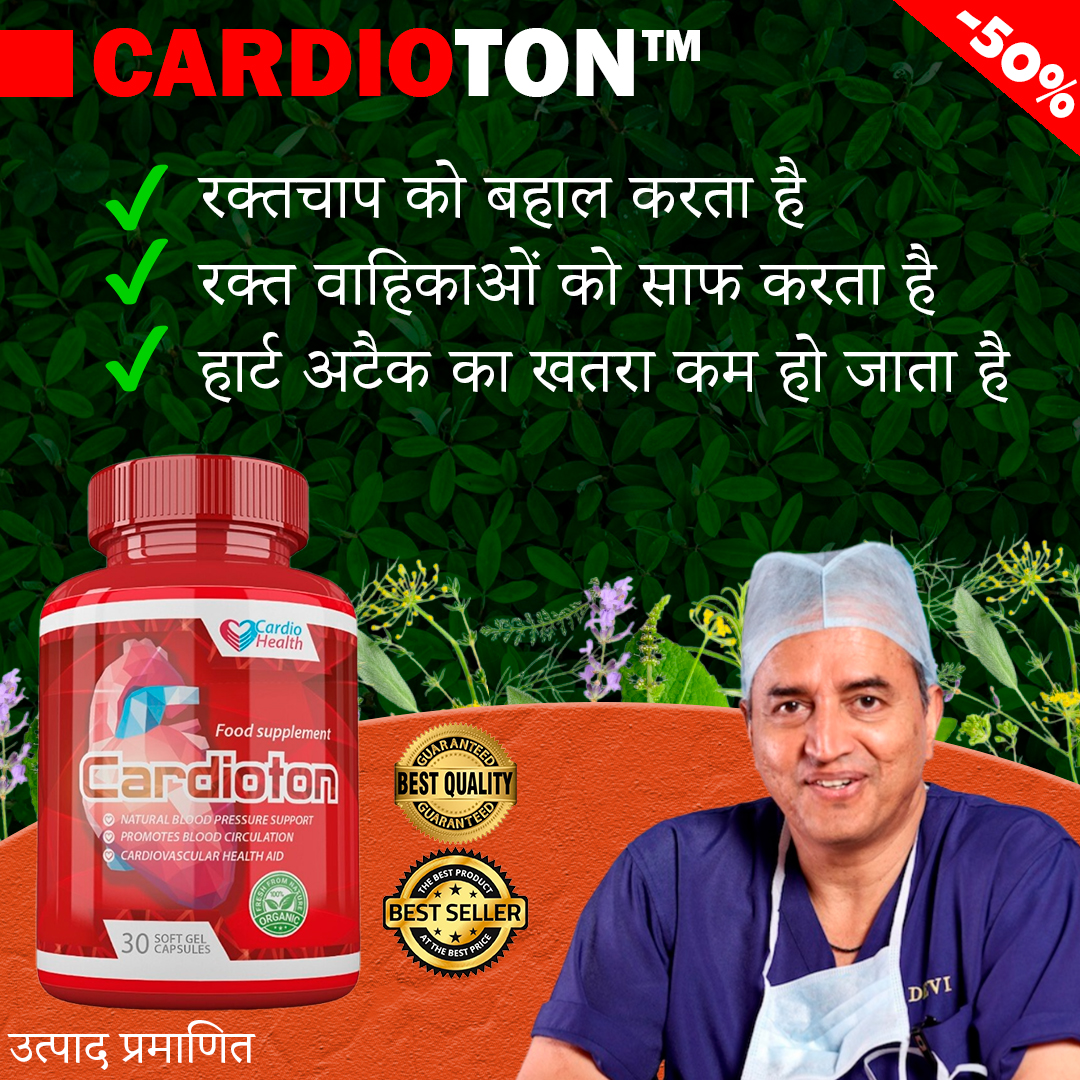 CARDIOTON™
-50%
रक्तचाप को बहाल करता है
रक्त वाहिकाओं को साफ करता है
हार्ट अटैक का खतरा कम हो जाता है
Cardio
Health
Food supplement
Cardioton
NATURAL BLOOD PRESSURE SUPPORT
PROMOTES BLOOD CIRCULATION
CARDIOVASCULAR HEALTH AID
FRESH FROM NATURE
100%
ORGANIC
30 SOFT GEL
CAPSULES
GUARANTEED
BEST QUALITY
GUARANTEED
THE BEST PRODUCT
BEST SELLER
AT THE BEST PRICE
उत्पाद प्रमाणित